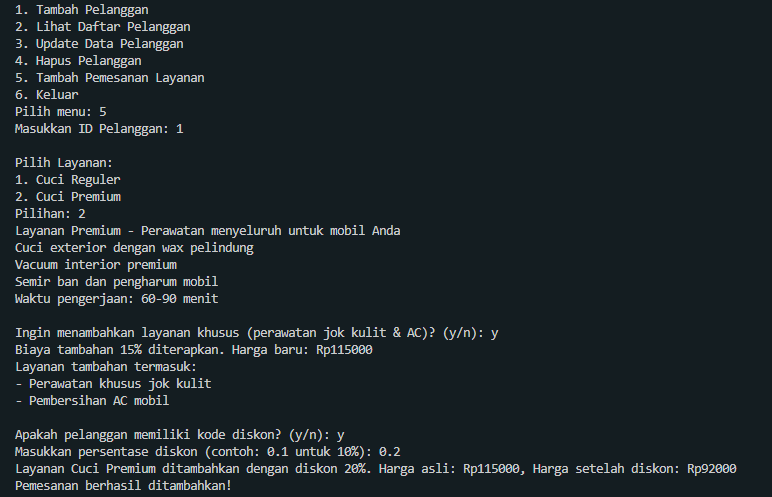 1. Tambah Pelanggan
2. Lihat Daftar Pelanggan
3. Update Data Pelanggan
4. Hapus Pelanggan
5. Tambah Pemesanan Layanan
6. Keluar
Pilih menu: 5
Masukkan ID Pelanggan: 1
Pilih Layanan:
1. Cuci Reguler
2. Cuci Premium
Pilihan: 2
Layanan Premium - Perawatan menyeluruh untuk mobil Anda
Cuci exterior dengan wax pelindung
Vacuum interior premium
Semir ban dan pengharum mobil
Waktu pengerjaan: 60-90 menit
Ingin menambahkan layanan khusus (perawatan jok kulit & AC)? (y/n): y
Biaya tambahan 15% diterapkan. Harga baru: Rp115000
Layanan tambahan termasuk:
- Perawatan khusus jok kulit
- Pembersihan AC mobil
Apakah pelanggan memiliki kode diskon? (y/n): y
Masukkan persentase diskon (contoh: 0.1 untuk 10%): 0.2
Layanan Cuci Premium ditambahkan dengan diskon 20%. Harga asli: Rp115000, Harga setelah diskon: Rp92000
Pemesanan berhasil ditambahkan!